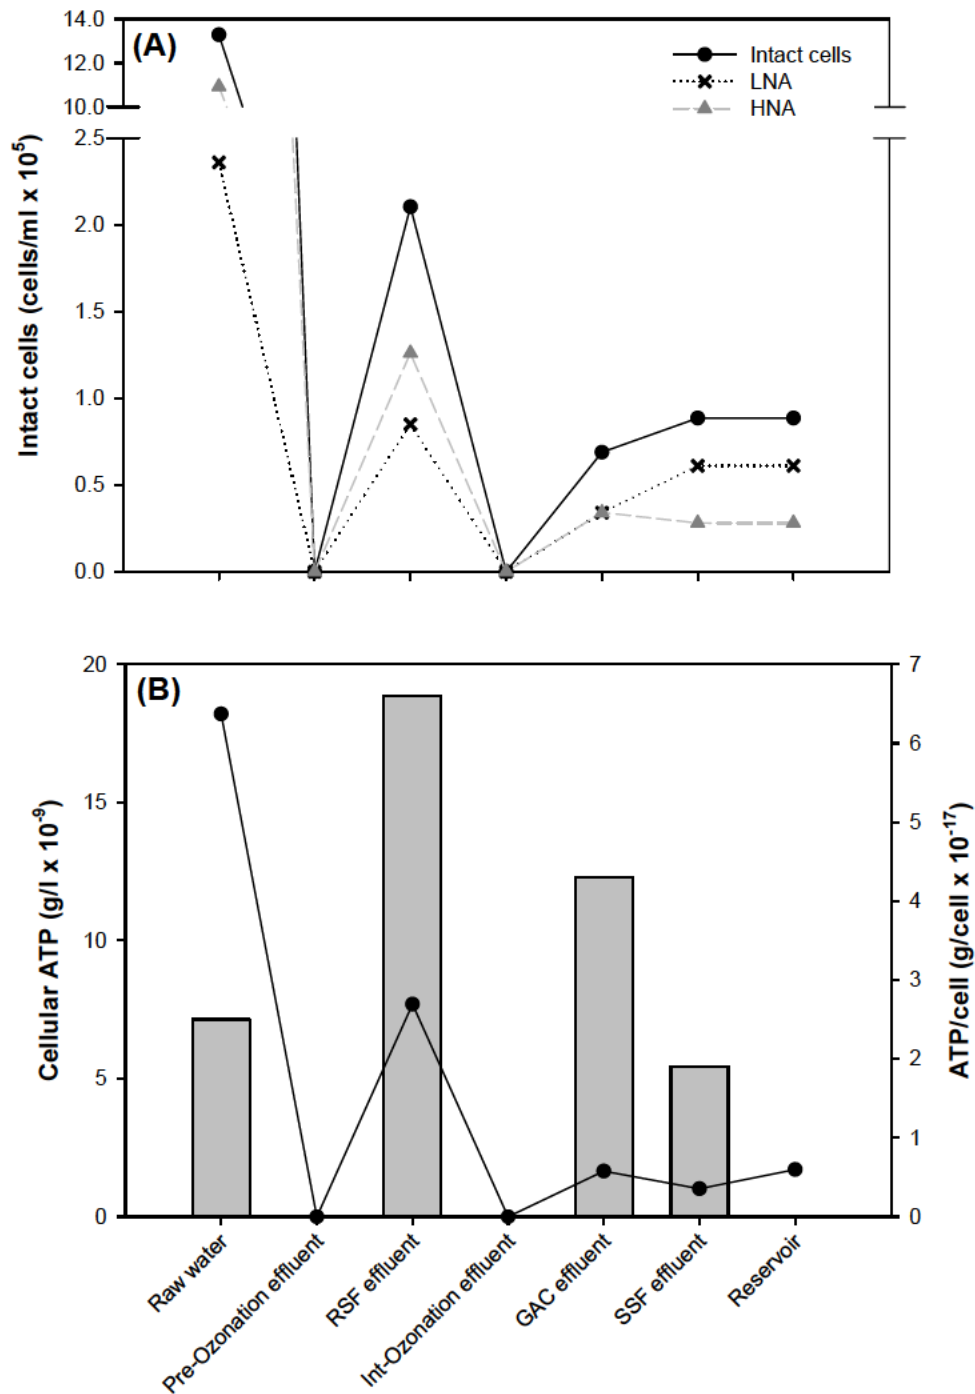 (A)
Intact cells
LNA
HNA
14.0
12.0
10.0
2.5
2.0
1.5
1.0
0.5
0.0
Intact cells (cells/ml x 10⁵)
(B)
20
15
10
5
0
Cellular ATP (g/l x 10⁻⁹)
7
6
5
4
3
2
1
0
ATP/cell (g/cell x 10⁻¹⁷)
Raw water
Pre-Ozonation effluent
RSF effluent
Int-Ozonation effluent
GAC effluent
SSF effluent
Reservoir